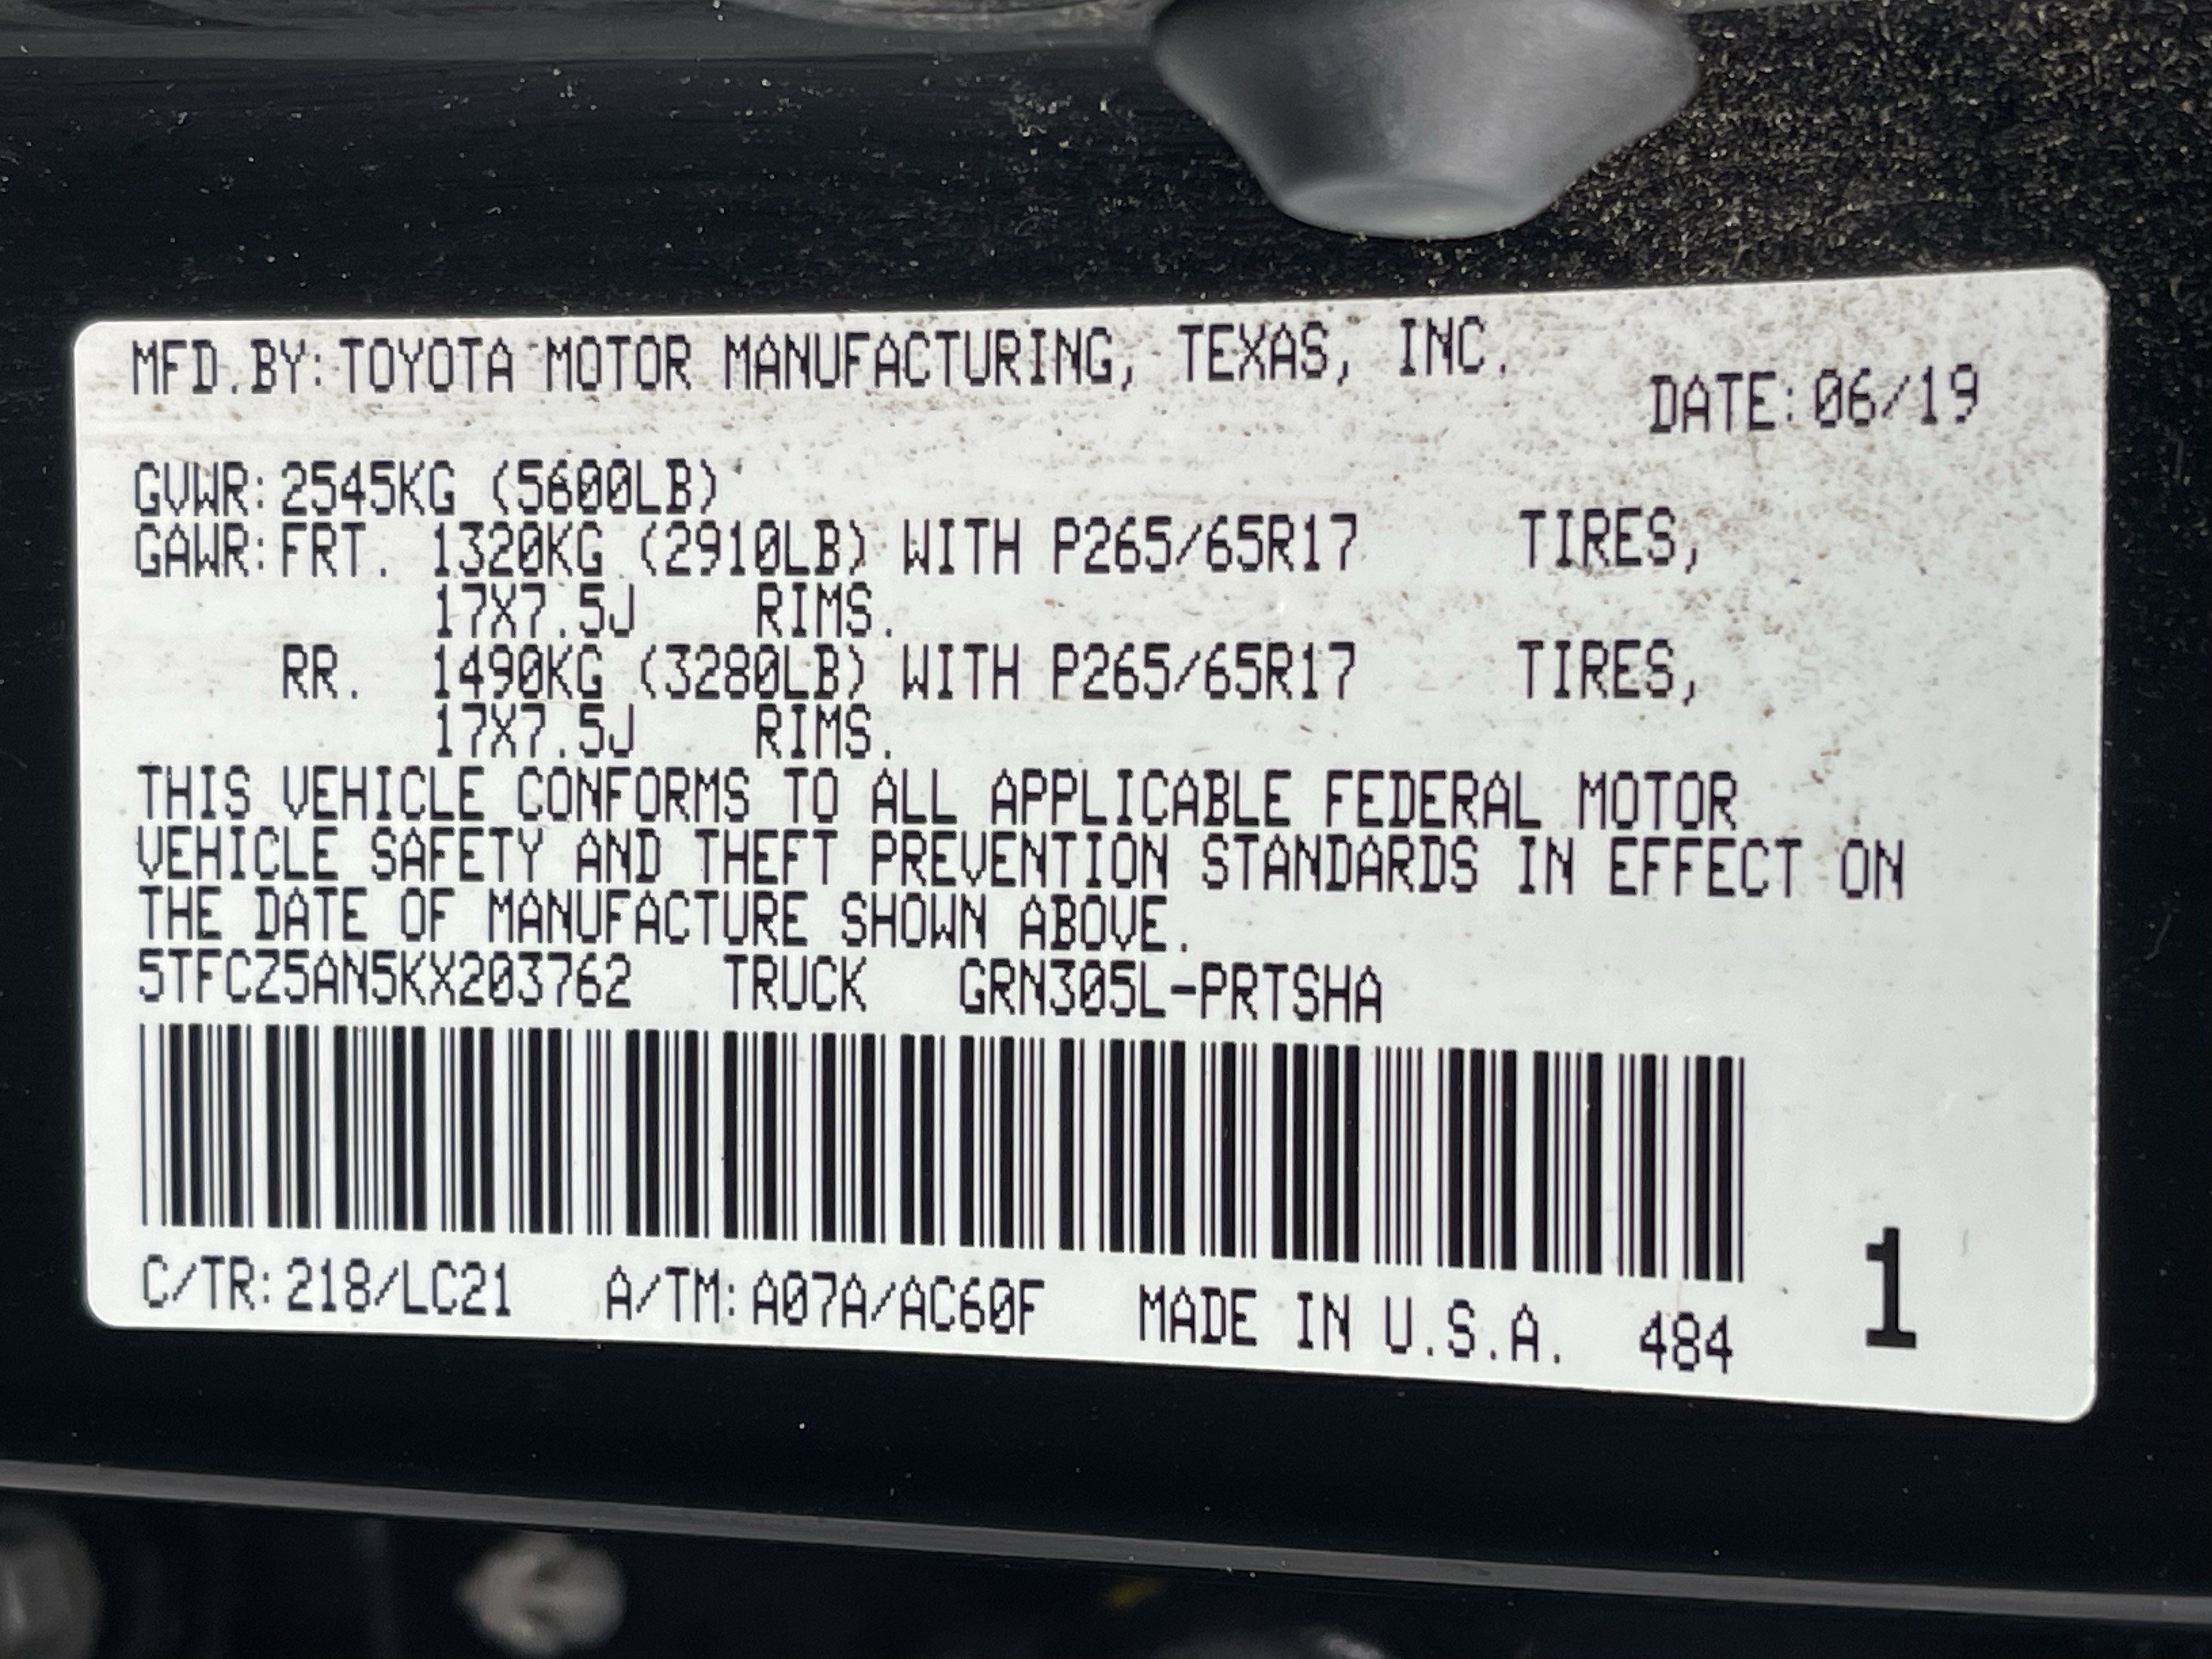 MFD.BY: TOYOTA MOTOR MANUFACTURING, TEXAS, INC.
DATE: 06/19
GVWR: 2545KG (5600LB)
GAWR: FRT. 1320KG (2910LB) WITH P265/65R17 TIRES,
17X7.5J RIMS.
RR. 1490KG (3280LB) WITH P265/65R17 TIRES,
17X7.5J RIMS.
THIS VEHICLE CONFORMS TO ALL APPLICABLE FEDERAL MOTOR
VEHICLE SAFETY AND THEFT PREVENTION STANDARDS IN EFFECT ON
THE DATE OF MANUFACTURE SHOWN ABOVE.
5TFCZ5AN5KX203762 TRUCK GRN305L-PRTSHA
C/TR: 218/LC21 A/TM: A07A/AC60F MADE IN U.S.A. 484 1